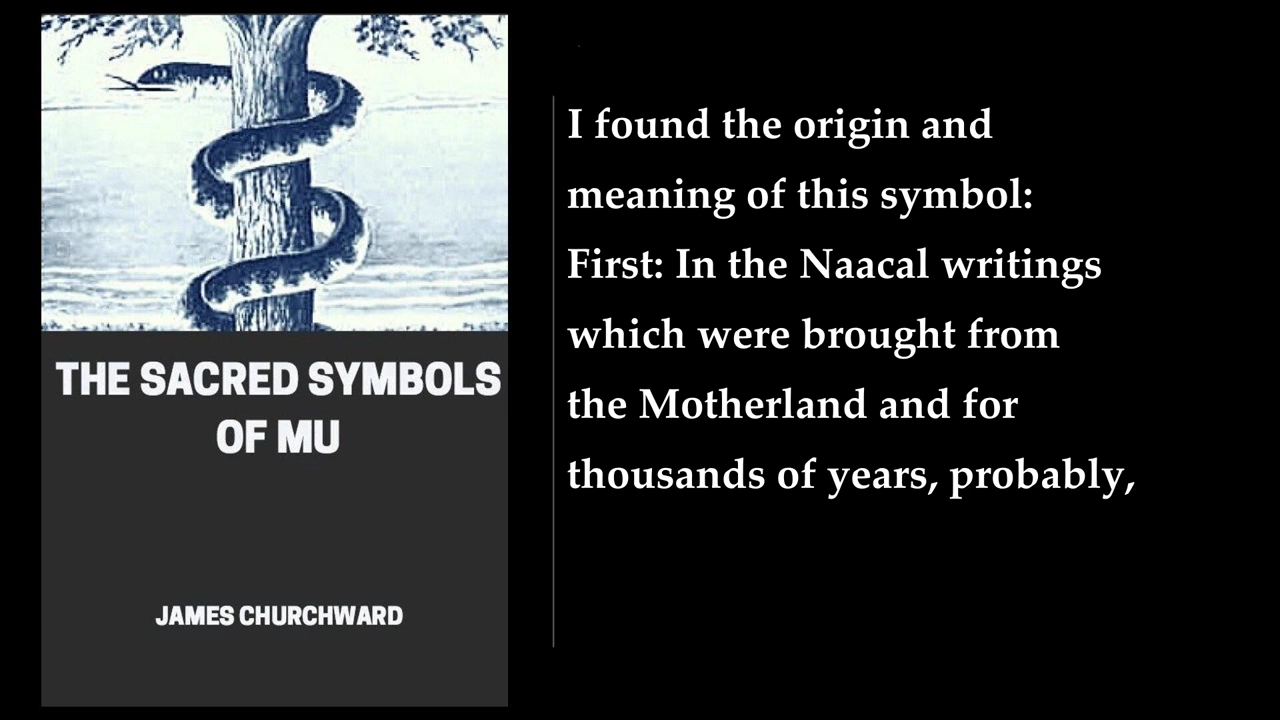 THE SACRED SYMBOLS
OF MU
JAMES CHURCHWARD
I found the origin and
meaning of this symbol:
First: In the Naacal writings
which were brought from
the Motherland and for
thousands of years, probably,